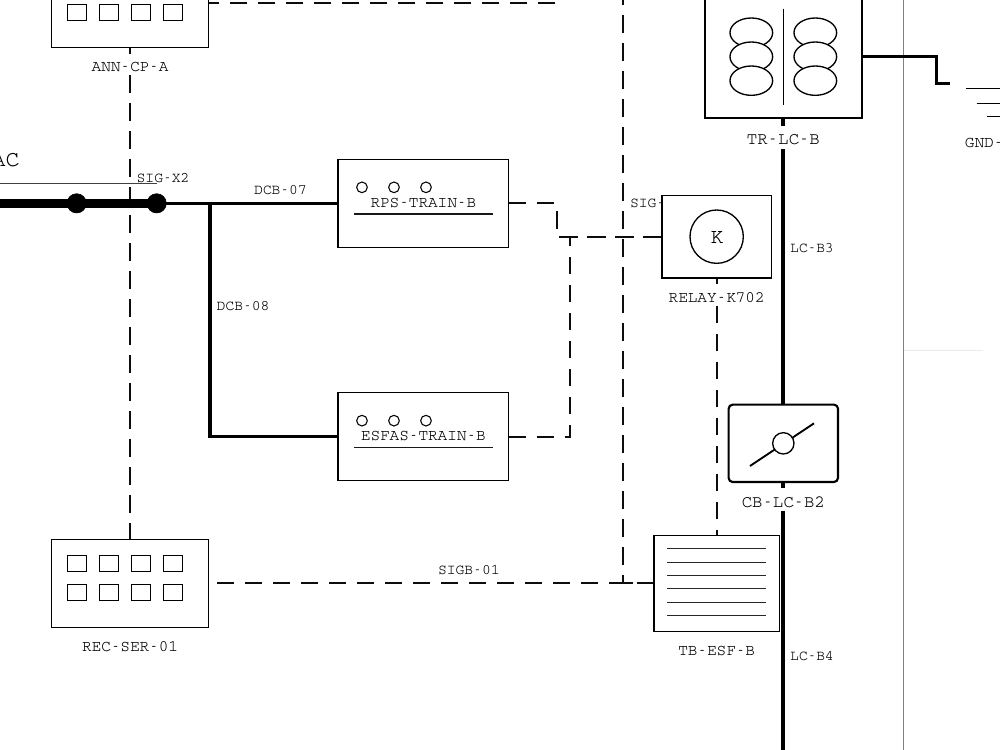 ANN-CP-A
TR-LC-B
GND-
AC
SIG-X2
DCB-07
RPS-TRAIN-B
SIG-
K
LC-B3
RELAY-K702
DCB-08
ESFAS-TRAIN-B
CB-LC-B2
SIGB-01
REC-SER-01
TB-ESF-B
LC-B4